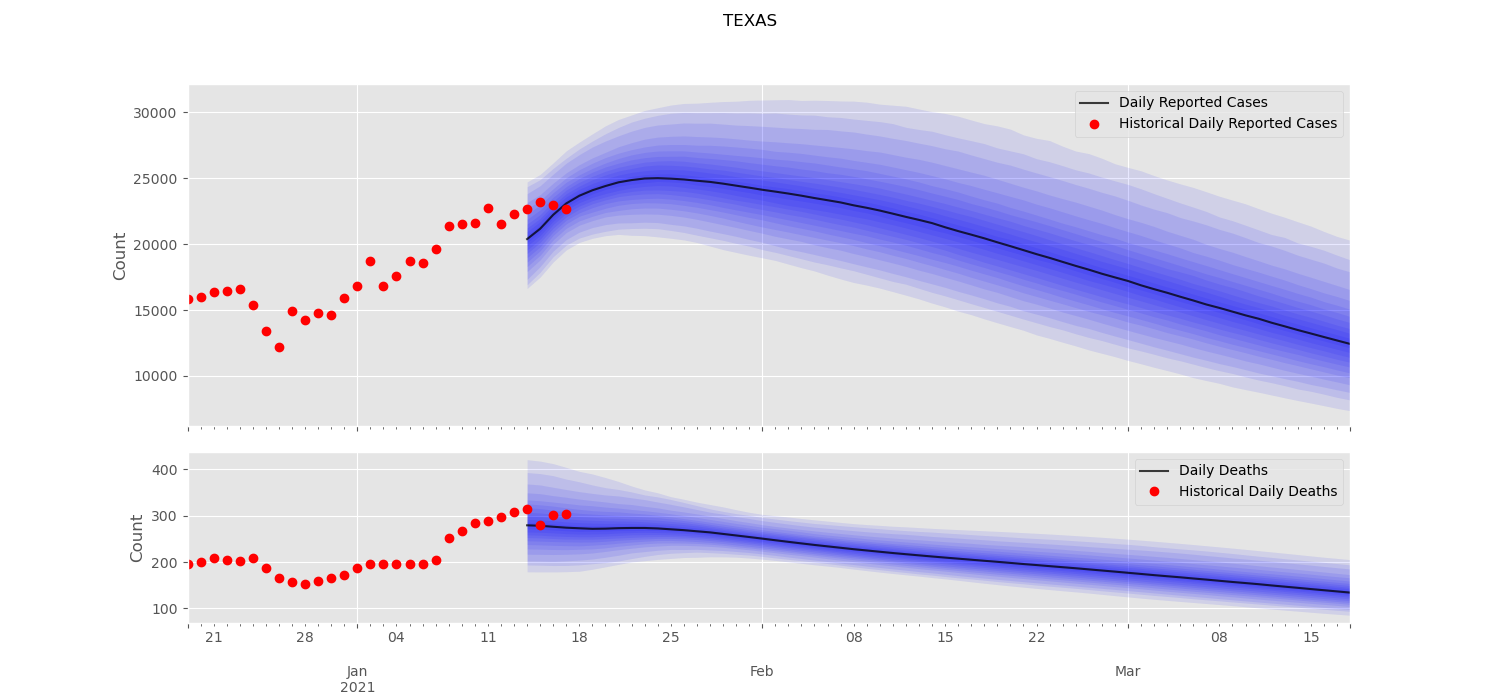 TEXAS
30000
25000
20000
15000
10000
Count
Daily Reported Cases
Historical Daily Reported Cases
400
300
200
100
Count
Daily Deaths
Historical Daily Deaths
21 28 04 11 18 25 08 15 22 08 15
Jan Feb Mar
2021